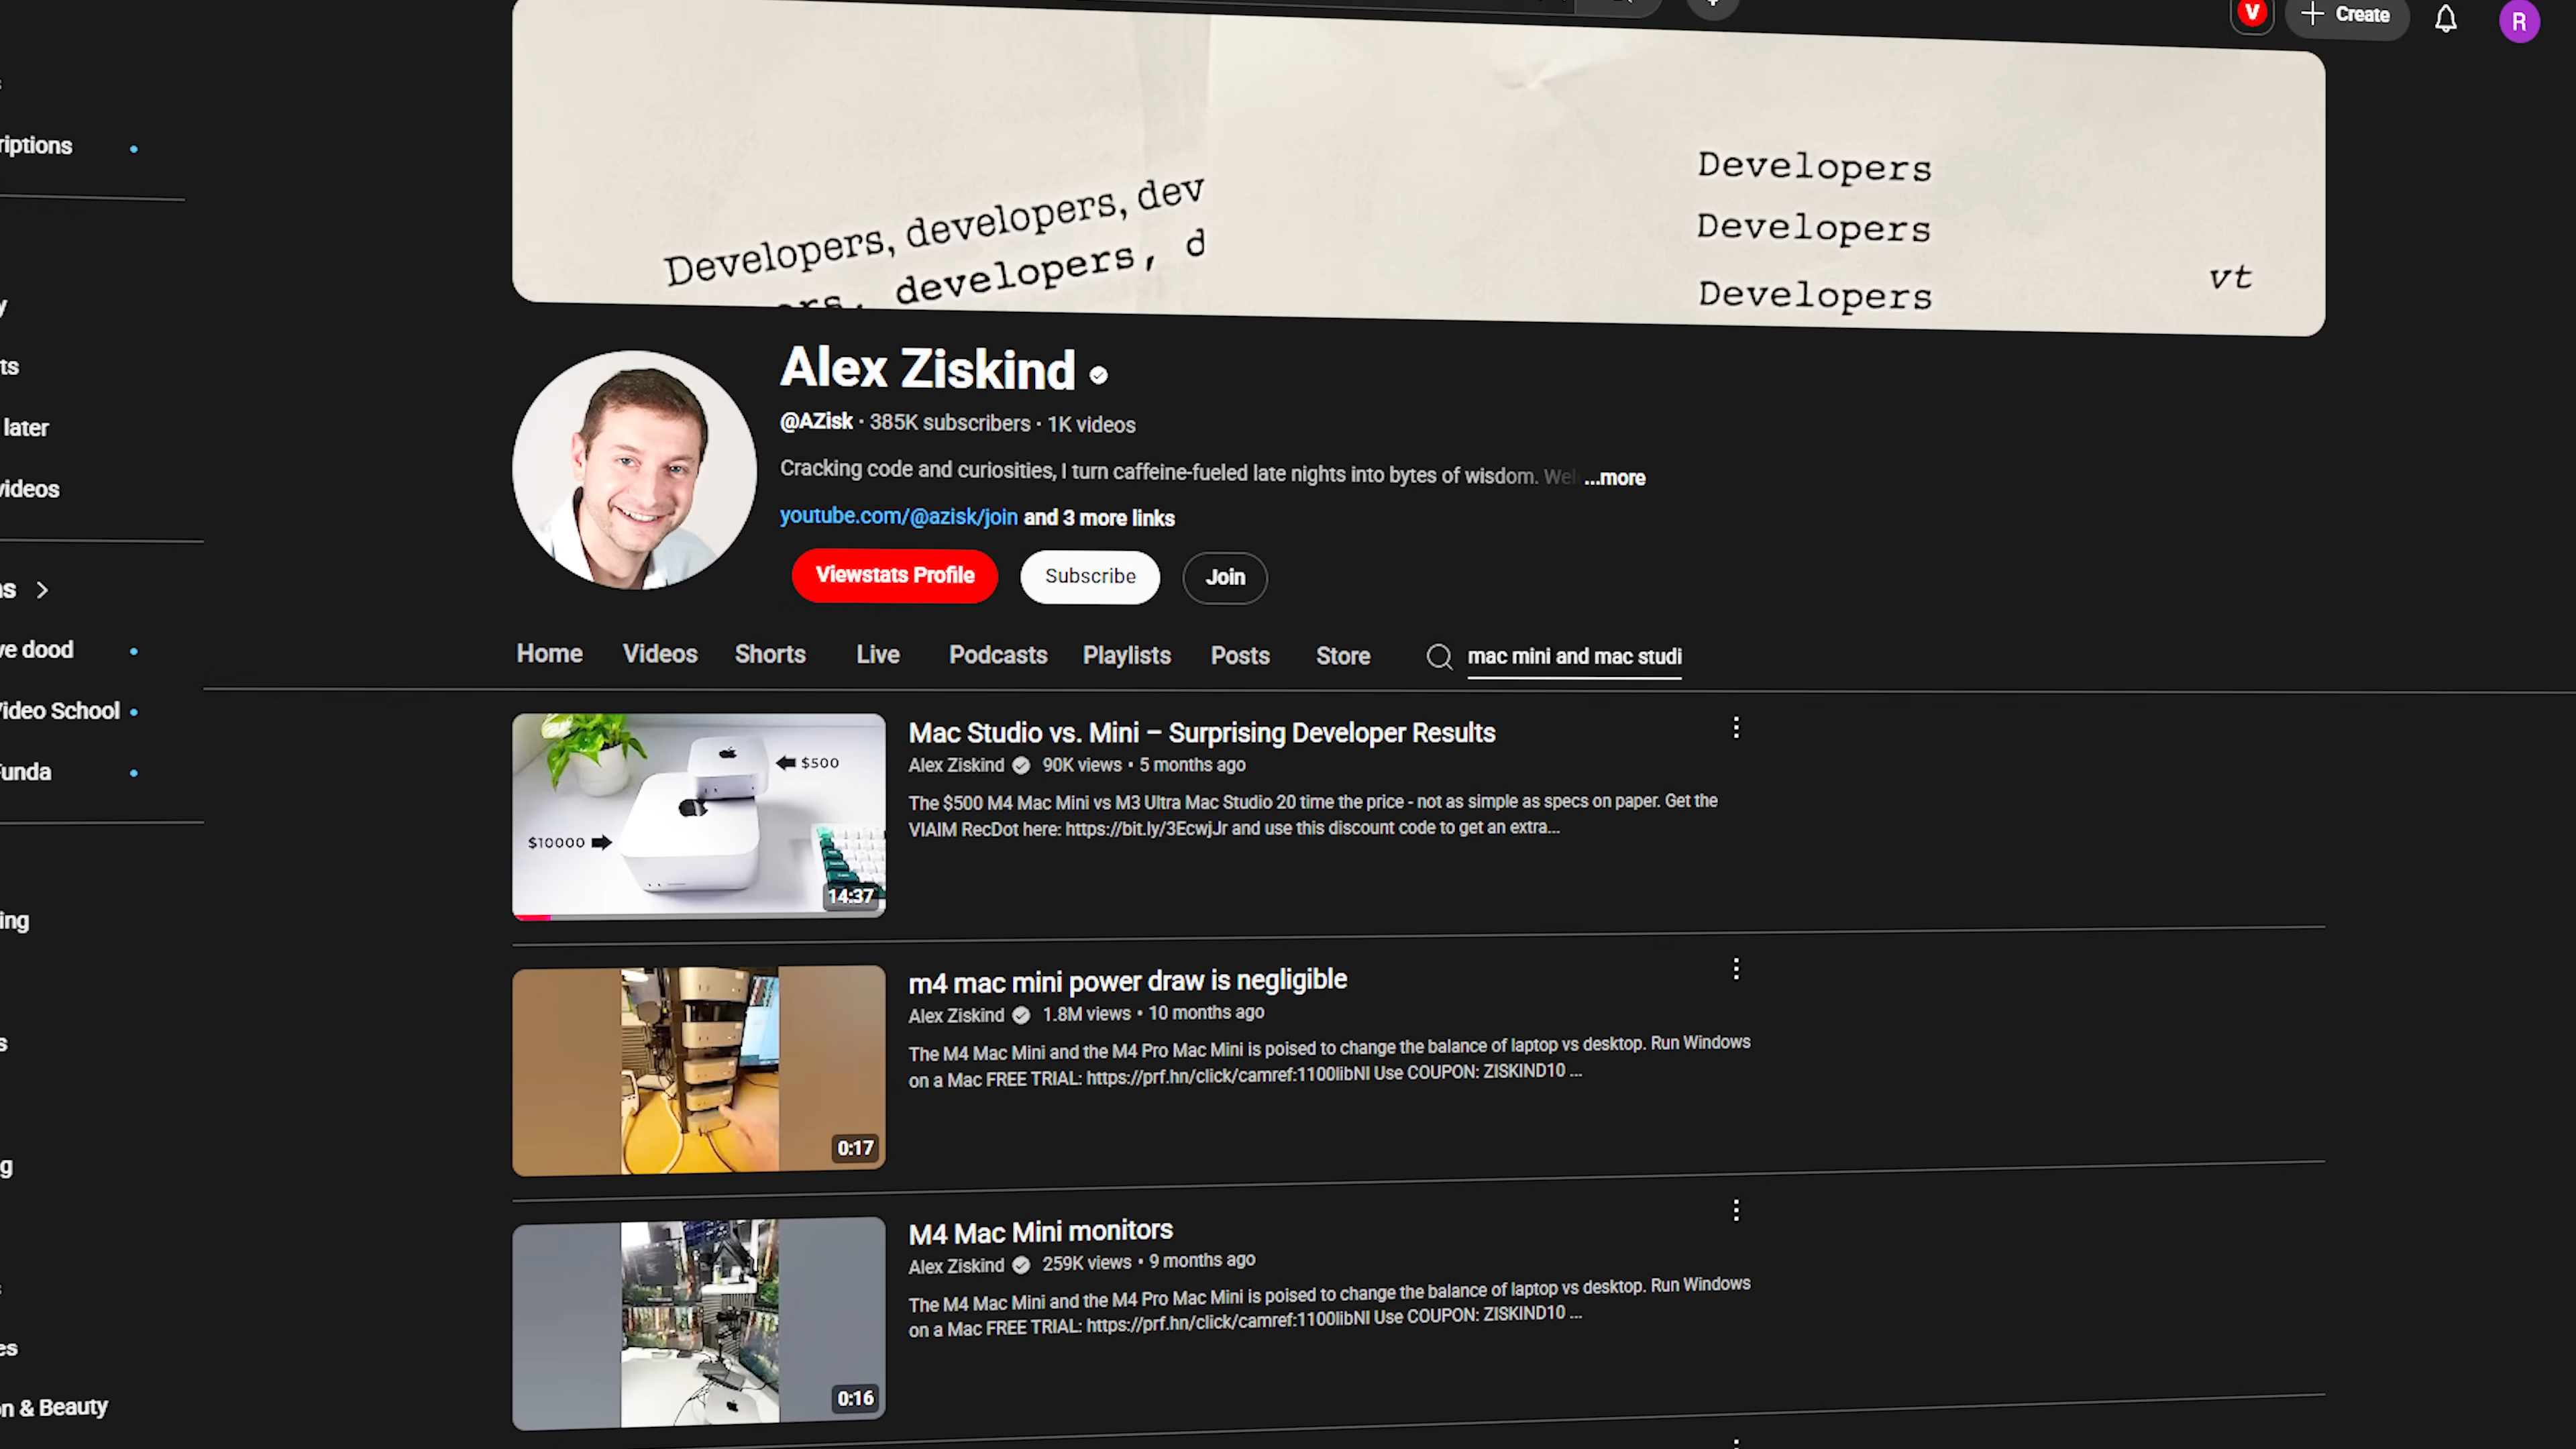 V
Create
R
riptions
Developers, developers, dev
developers, d
Developers
Developers
Developers
vt
ts
later
videos
Alex Ziskind
@AZisk · 385K subscribers · 1K videos
Cracking code and curiosities, I turn caffeine-fueled late nights into bytes of wisdom. Wel ...more
youtube.com/@azisk/join and 3 more links
Viewstats Profile
Subscribe
Join
ve dood
Video School
Funda
Home Videos Shorts Live Podcasts Playlists Posts Store mac mini and mac studi
$500
$10000
14:37
Mac Studio vs. Mini – Surprising Developer Results
Alex Ziskind 90K views • 5 months ago
The $500 M4 Mac Mini vs M3 Ultra Mac Studio 20 time the price - not as simple as specs on paper. Get the
VIAIM RecDot here: https://bit.ly/3EcwjJr and use this discount code to get an extra...
ing
0:17
m4 mac mini power draw is negligible
Alex Ziskind 1.8M views • 10 months ago
The M4 Mac Mini and the M4 Pro Mac Mini is poised to change the balance of laptop vs desktop. Run Windows
on a Mac FREE TRIAL: https://prf.hn/click/camref:1100libNI Use COUPON: ZISKIND10 ...
g
0:16
M4 Mac Mini monitors
Alex Ziskind 259K views • 9 months ago
The M4 Mac Mini and the M4 Pro Mac Mini is poised to change the balance of laptop vs desktop. Run Windows
on a Mac FREE TRIAL: https://prf.hn/click/camref:1100libNI Use COUPON: ZISKIND10 ...
es
n & Beauty